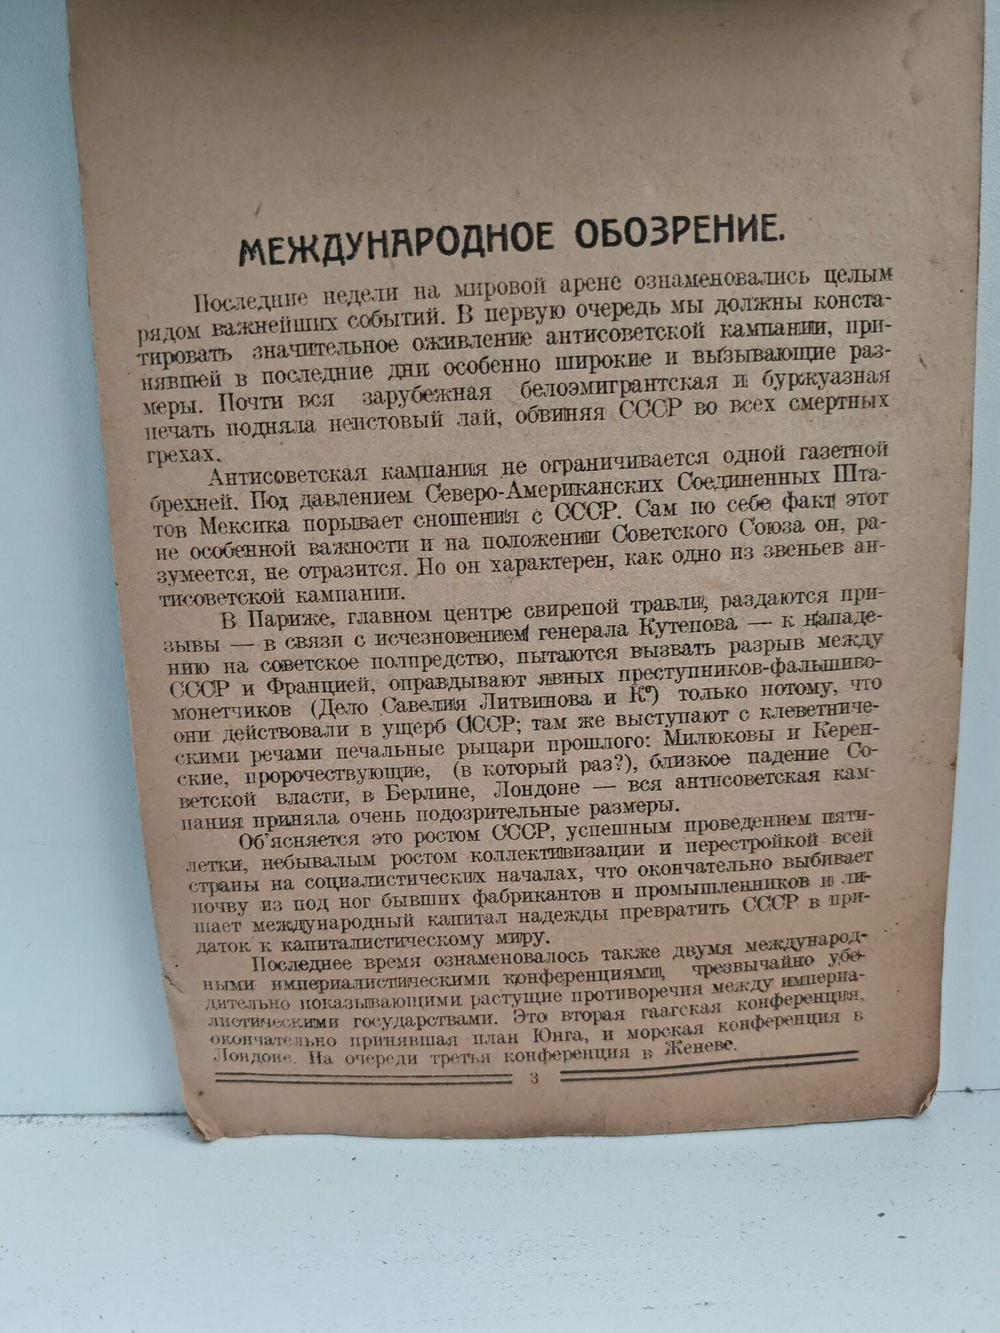 МЕЖДУНАРОДНОЕ ОБОЗРЕНИЕ.
Последние недели на мировой арене ознаменовались целым
рядом важнейших событий. В первую очередь мы должны конста-
тировать значительное оживление антисоветской кампании, при-
нявшей в последние дни особенно широкие и вызывающие раз-
меры. Почти вся зарубежная белоэмигрантская и буржуазная
печать подняла неистовый лай, обвиняя СССР во всех смертных
грехах.
Антисоветская кампания не ограничивается одной газетной
брехней. Под давлением Северо-Американских Соединенных Шта-
тов Мексика порывает сношения с СССР. Сам по себе факт этот
не особенной важности и на положении Советского Союза он, ра-
зумеется, не отразится. Но он характерен, как одно из звеньев ан-
тисоветской кампании.
В Париже, главном центре свирепой травли, раздаются при-
зывы — в связи с исчезновением генерала Кутепова — к нападе-
нию на советское полпредство, пытаются вызвать разрыв между
СССР и Францией, оправдывают явных преступников-фальшиво-
монетчиков (Дело Савелия Литвинова и К°) только потому, что
они действовали в ущерб СССР; там же выступают с клеветниче-
скими речами печальные рыцари прошлого: Милюковы и Керен-
ские, пророчествующие, (в который раз?), близкое падение Со-
ветской власти, в Берлине, Лондоне — вся антисоветская кам-
пания приняла очень подозрительные размеры.
Об'ясняется это ростом СССР, успешным проведением пяти-
летки, небывалым ростом коллективизации и перестройкой всей
страны на социалистических началах, что окончательно выбивает
почву из под ног бывших фабрикантов и промышленников и ли-
шает международный капитал надежды превратить СССР в при-
даток к капиталистическому миру.
Последнее время ознаменовалось также двумя международ-
ными империалистическими конференциями, чрезвычайно убе-
дительно показывающими растущие противоречия между империа-
листическими государствами. Это вторая гаагская конференция,
окончательно принявшая план Юнга, и морская конференция в
Лондоне. На очереди третья конференция в Женеве.
3